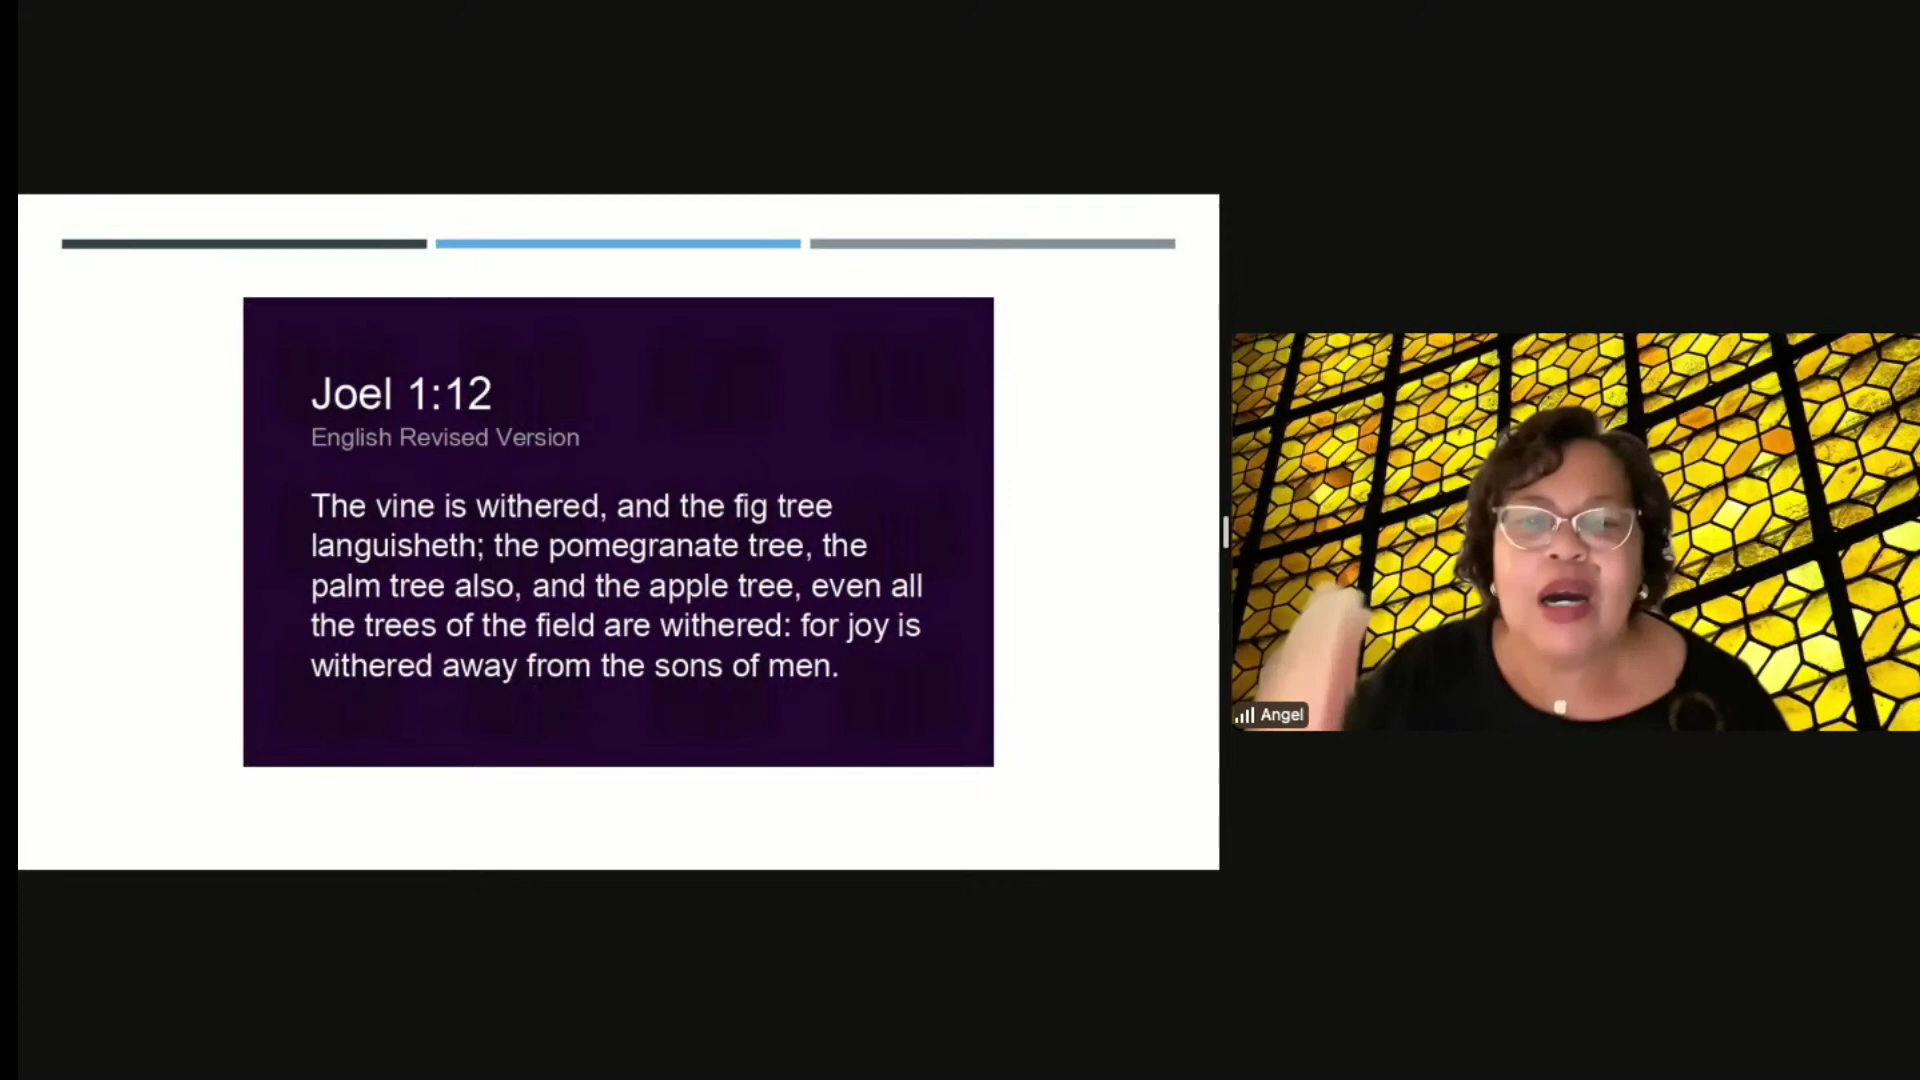 Joel 1:12
English Revised Version
The vine is withered, and the fig tree
languisheth; the pomegranate tree, the
palm tree also, and the apple tree, even all
the trees of the field are withered: for joy is
withered away from the sons of men.
Angel